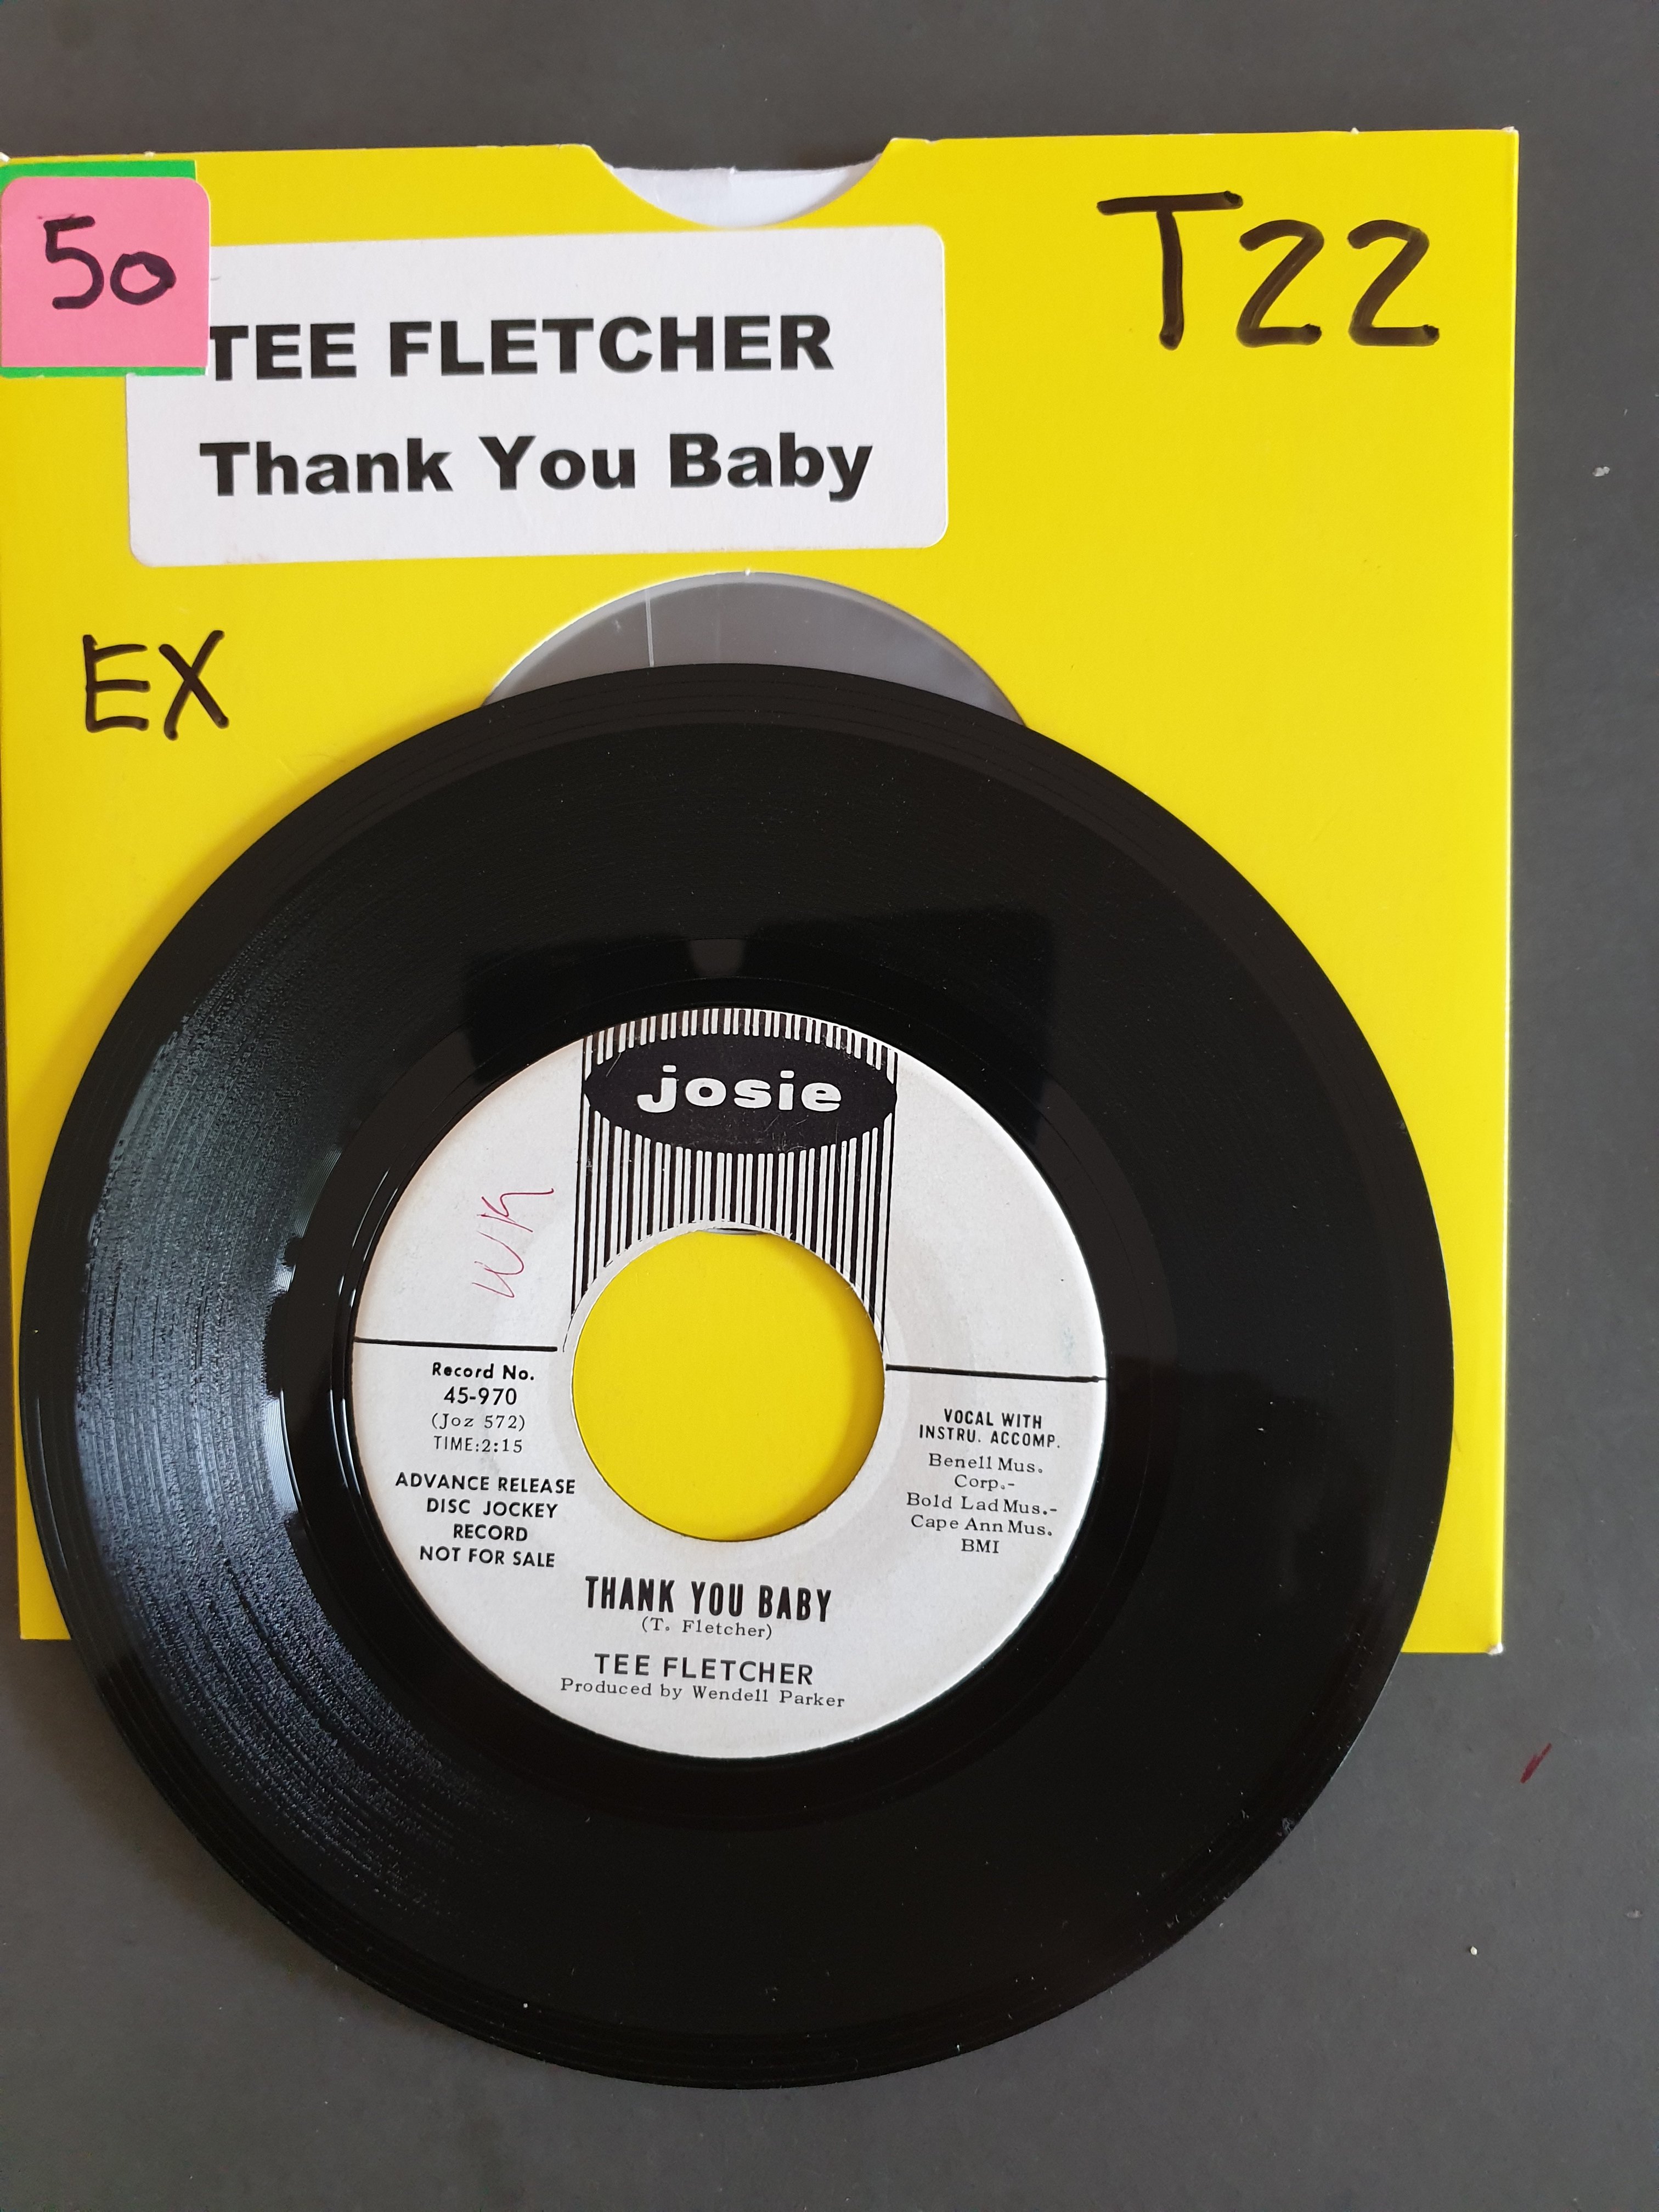 50
T22
TEE FLETCHER
Thank You Baby
EX
josie
Record No.
45-970
(Joz 572)
TIME:2:15
ADVANCE RELEASE
DISC JOCKEY
RECORD
NOT FOR SALE
VOCAL WITH
INSTRU. ACCOMP.
Benell Mus.
Corp.-
Bold Lad Mus.-
Cape Ann Mus.
BMI
THANK YOU BABY
(T. Fletcher)
TEE FLETCHER
Produced by Wendell Parker